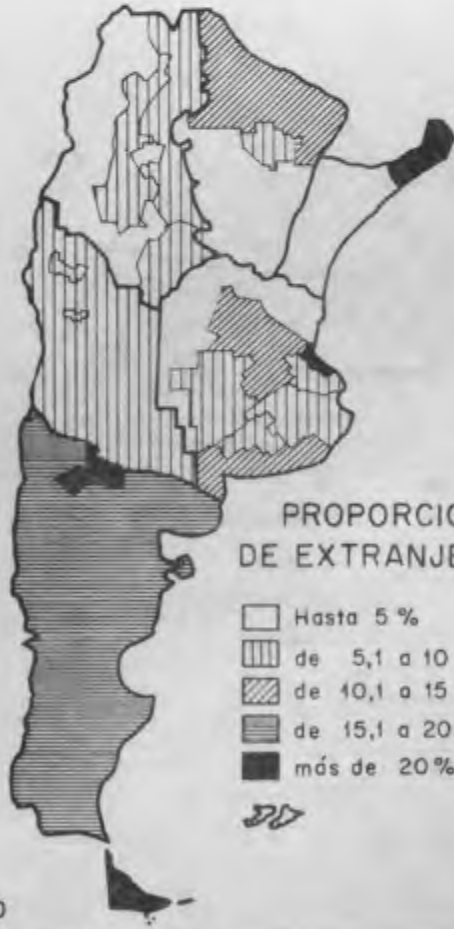 PROPORCIO
DE EXTRANJE
Hasta 5 %
de 5,1 a 10
de 10,1 a 15
de 15,1 a 20
más de 20 %